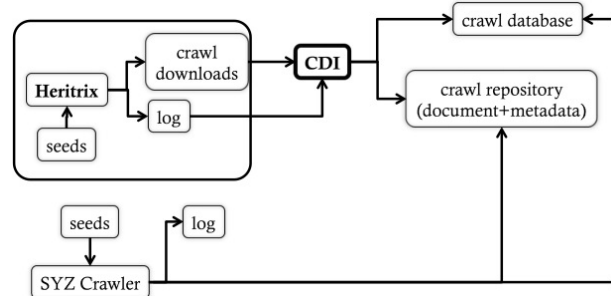 crawl
downloads
CDI
crawl database
Heritrix
crawl repository
(document+metadata)
log
seeds
seeds
log
SYZ Crawler